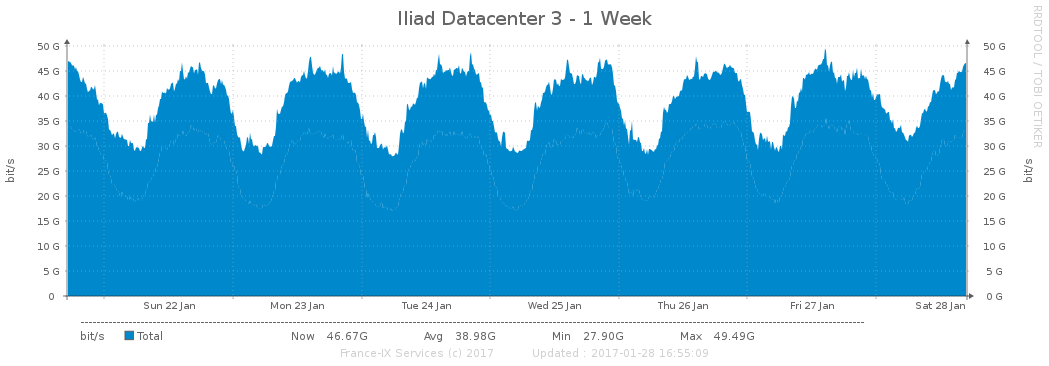 Iliad Datacenter 3 - 1 Week
RRDTOOL / TOBI OETIKER
bit/s
50 G 50 G
45 G 45 G
40 G 40 G
35 G 35 G
30 G 30 G
25 G 25 G
20 G 20 G
15 G 15 G
10 G 10 G
5 G 5 G
0 0 G
bit/s
Sun 22 Jan Mon 23 Jan Tue 24 Jan Wed 25 Jan Thu 26 Jan Fri 27 Jan Sat 28 Jan
bit/s Total Now 46.67G Avg 38.98G Min 27.90G Max 49.49G
France-IX Services (c) 2017 Updated : 2017-01-28 16:55:09